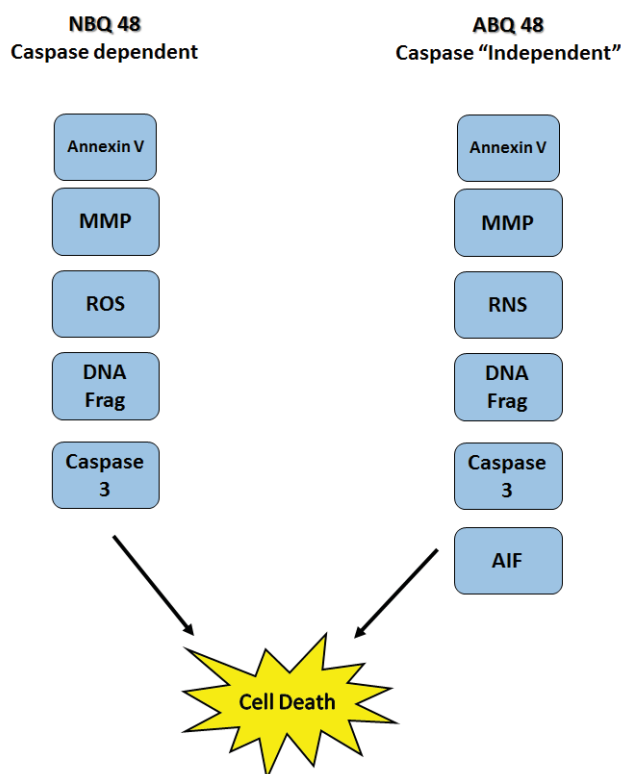 NBQ 48
Caspase dependent
Annexin V
MMP
ROS
DNA
Frag
Caspase
3
ABQ 48
Caspase “Independent”
Annexin V
MMP
RNS
DNA
Frag
Caspase
3
AIF
Cell Death